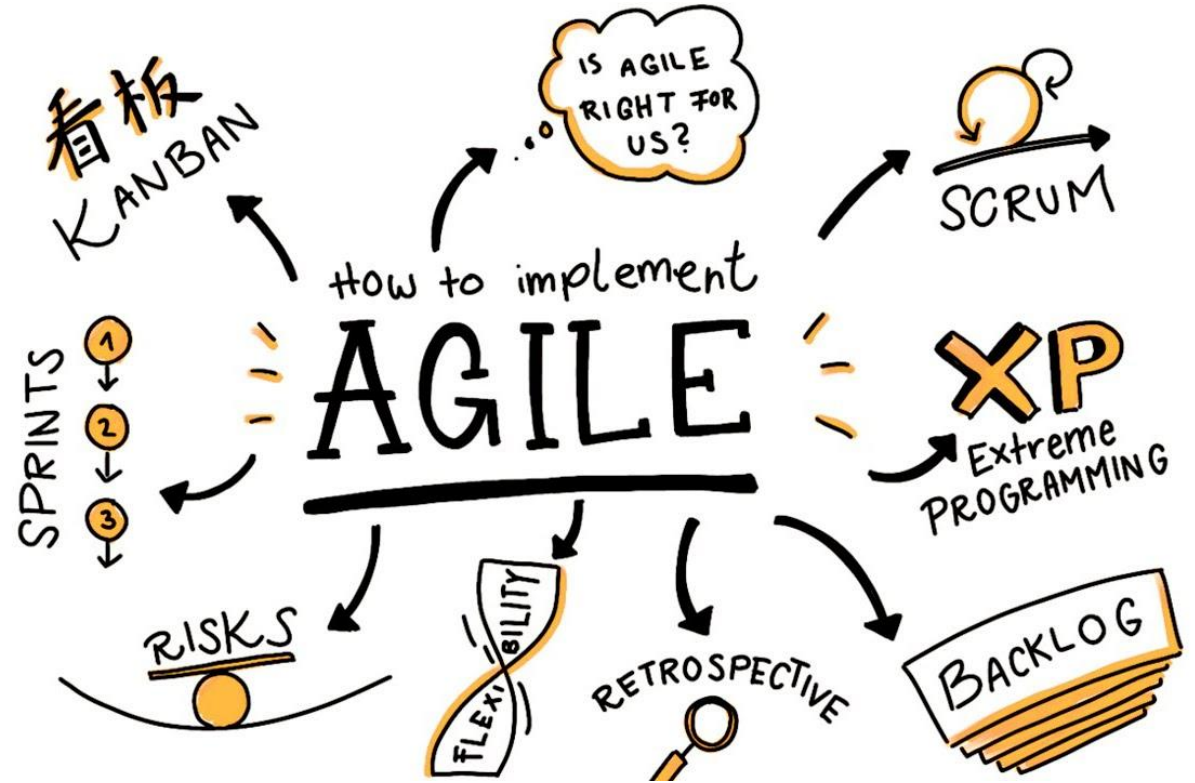 看板
KANBAN
IS AGILE
RIGHT FOR
US?
SCRUM
How to implement
AGILE
SPRINTS
1
2
3
XP
Extreme
PROGRAMMING
RISKS
FLEXIBILITY
RETROSPECTIVE
BACKLOG